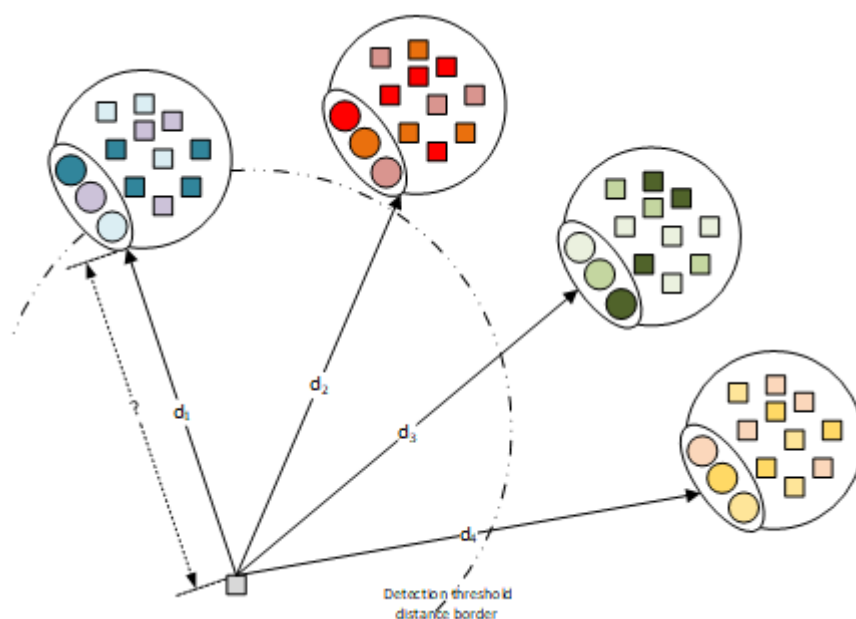 ?
d₁
d₂
d₃
d₄
Detection threshold
distance border